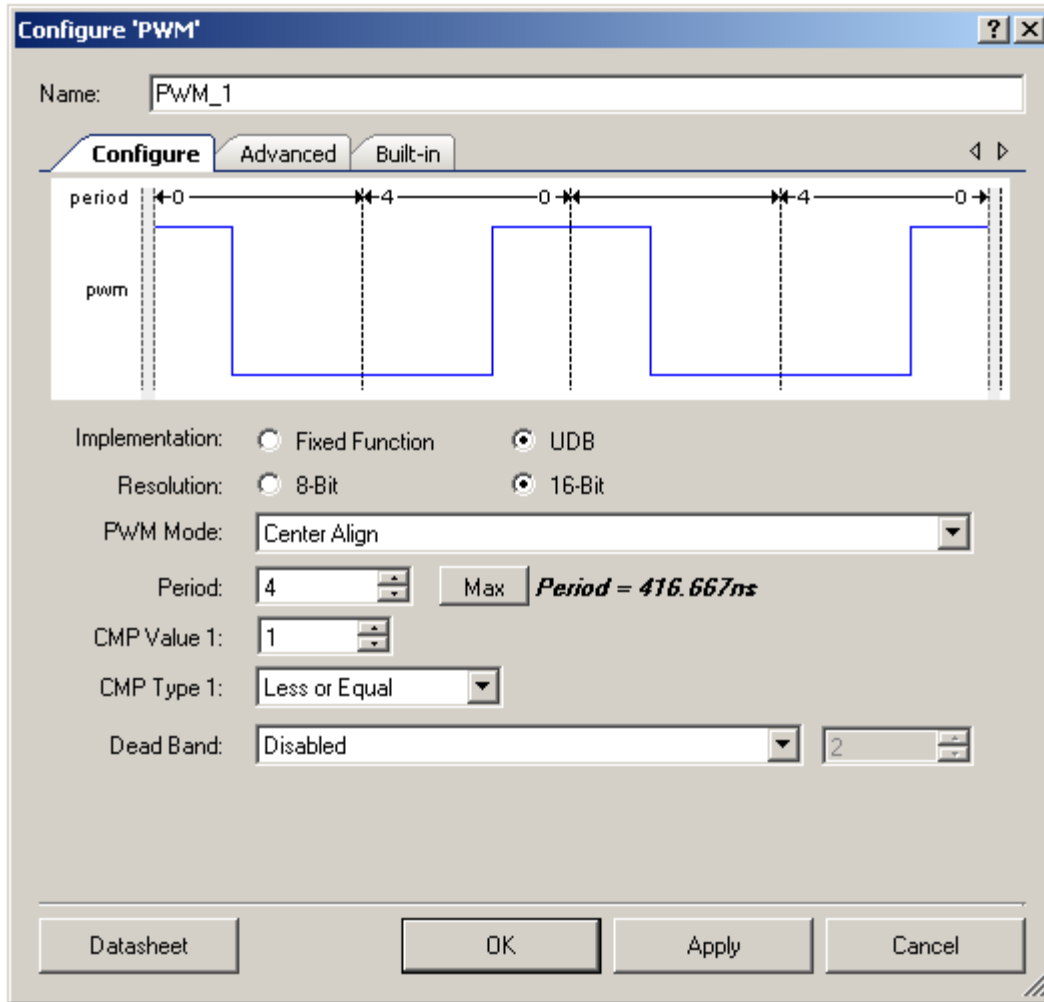 Configure 'PWM'
Name: PWM_1
Configure Advanced Built-in
period 0 4 0 4 0
pwm
Implementation: Fixed Function UDB
Resolution: 8-Bit 16-Bit
PWM Mode: Center Align
Period: 4 Max Period = 416.667ns
CMP Value 1: 1
CMP Type 1: Less or Equal
Dead Band: Disabled 2
Datasheet OK Apply Cancel